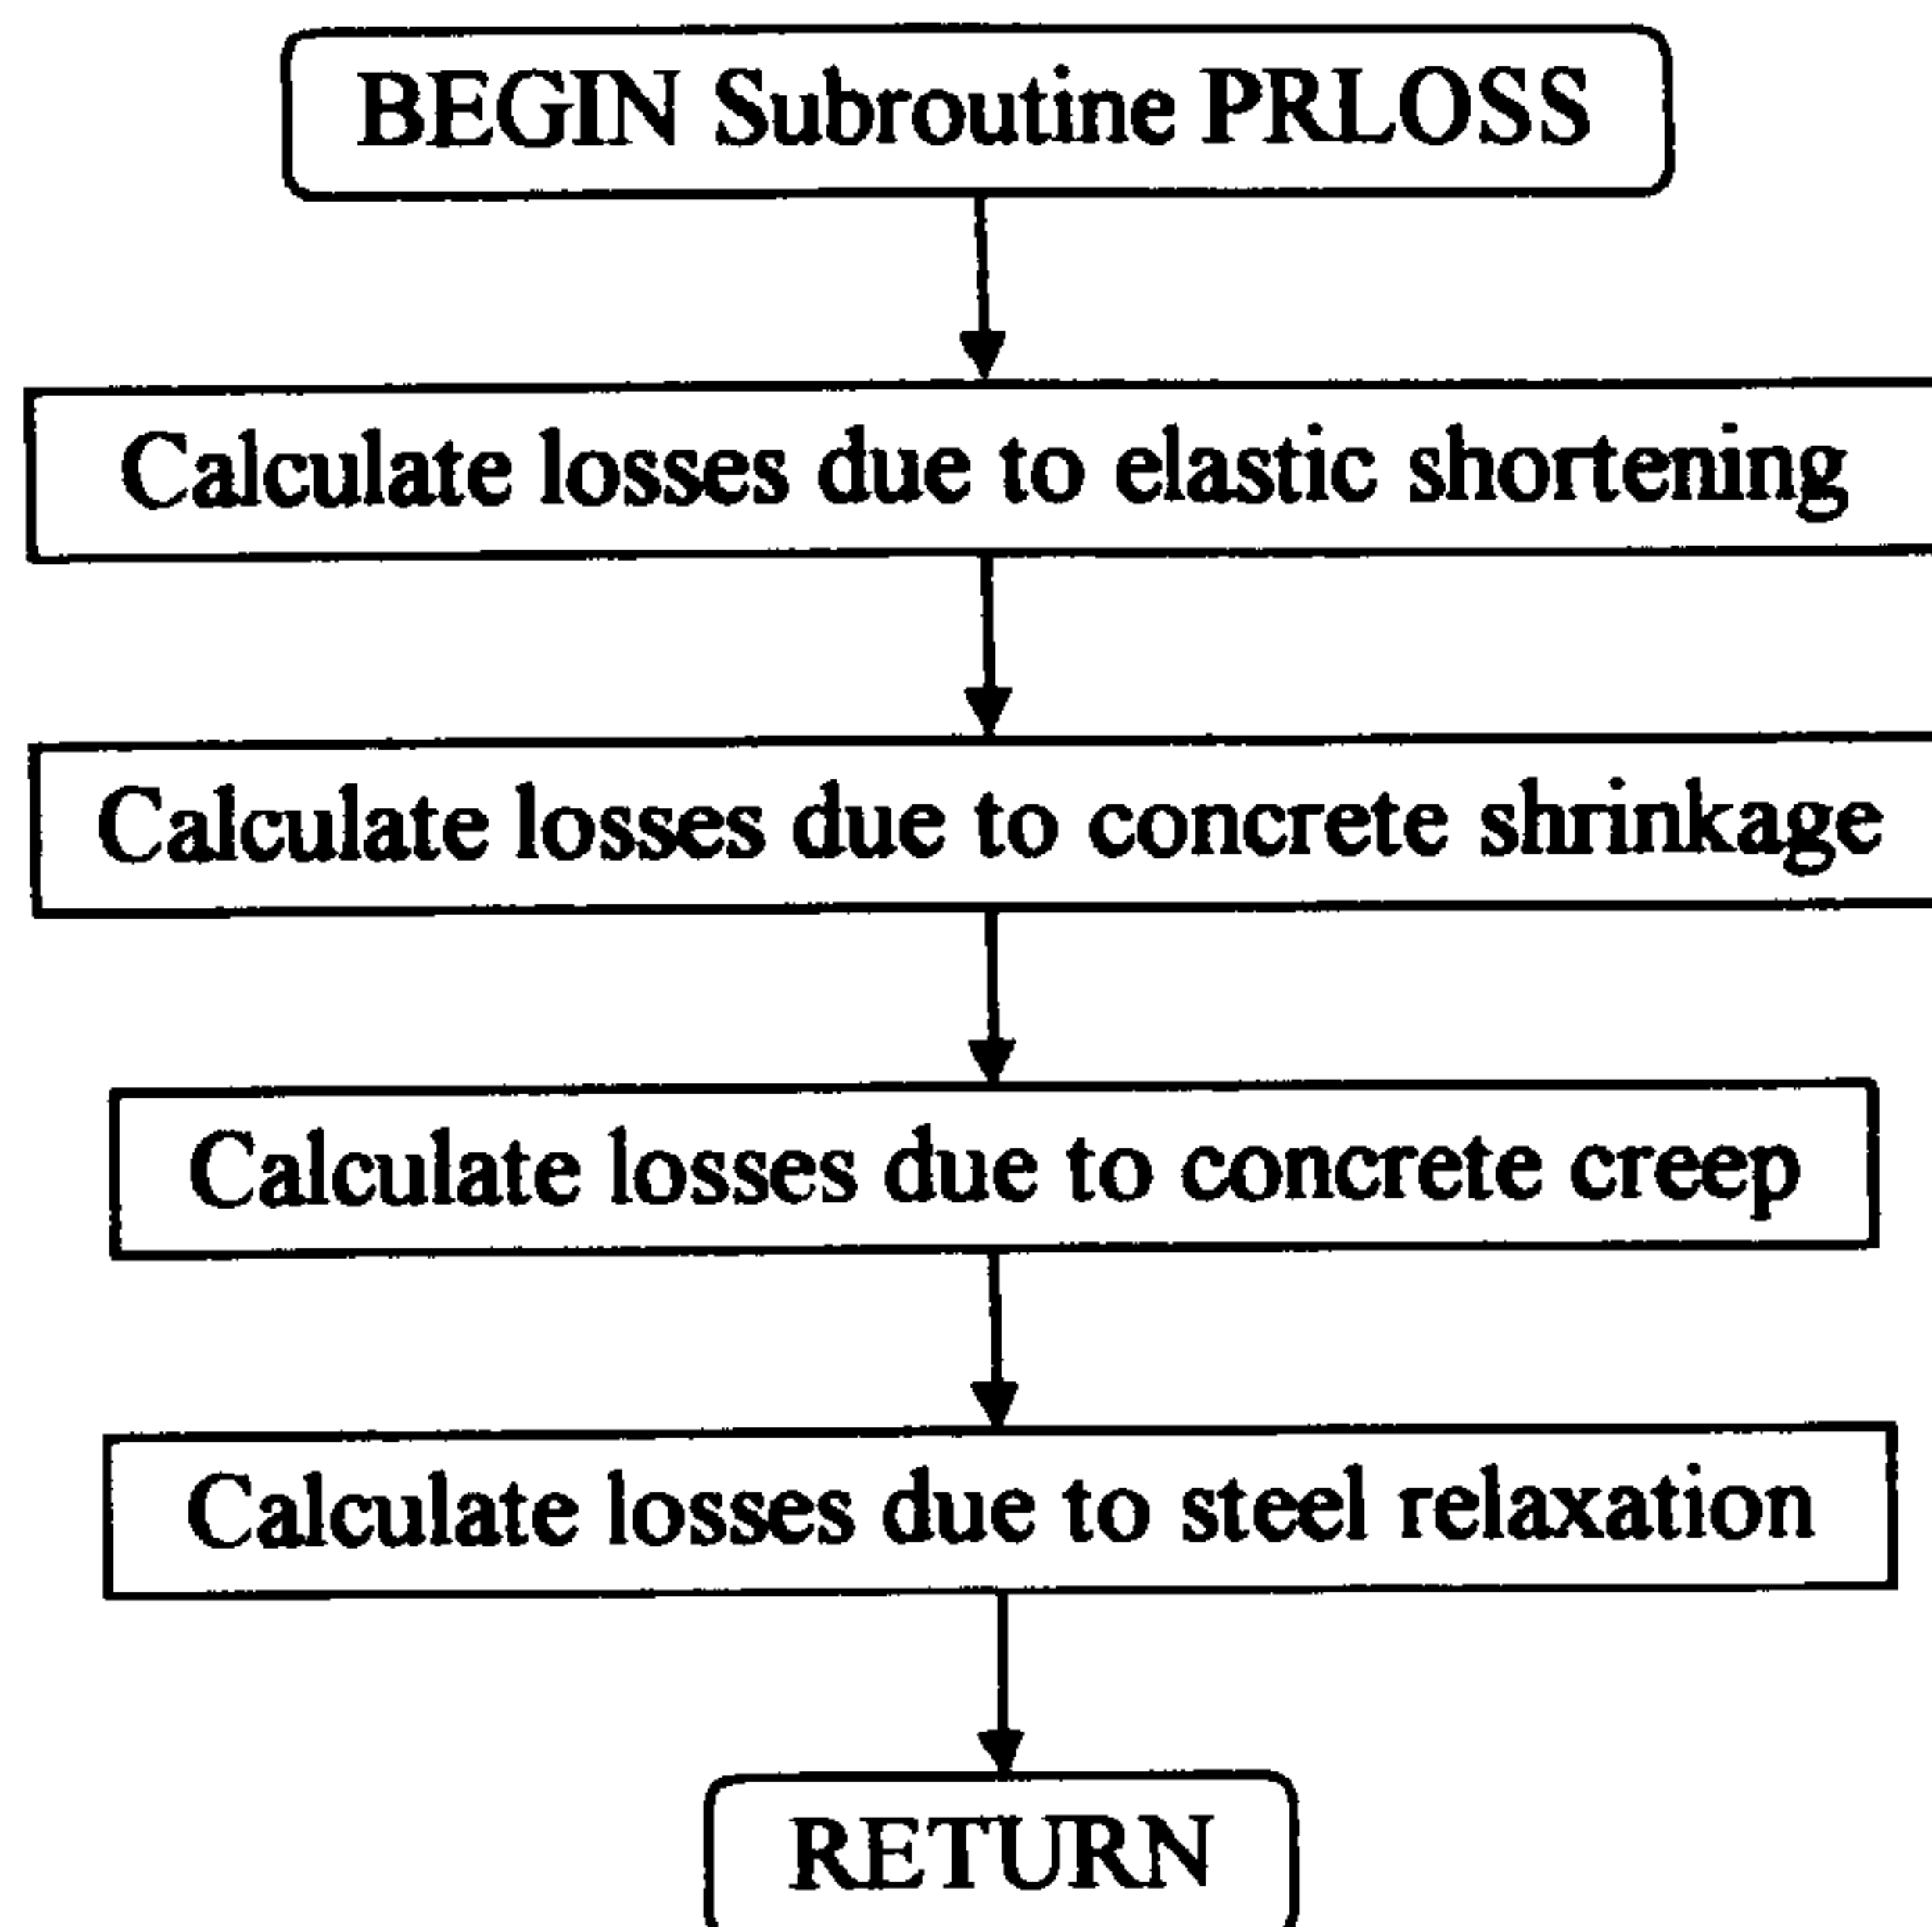 BEGIN Subroutine PRLOSS
Calculate losses due to elastic shortening
Calculate losses due to concrete shrinkage
Calculate losses due to concrete creep
Calculate losses due to steel relaxation
RETURN